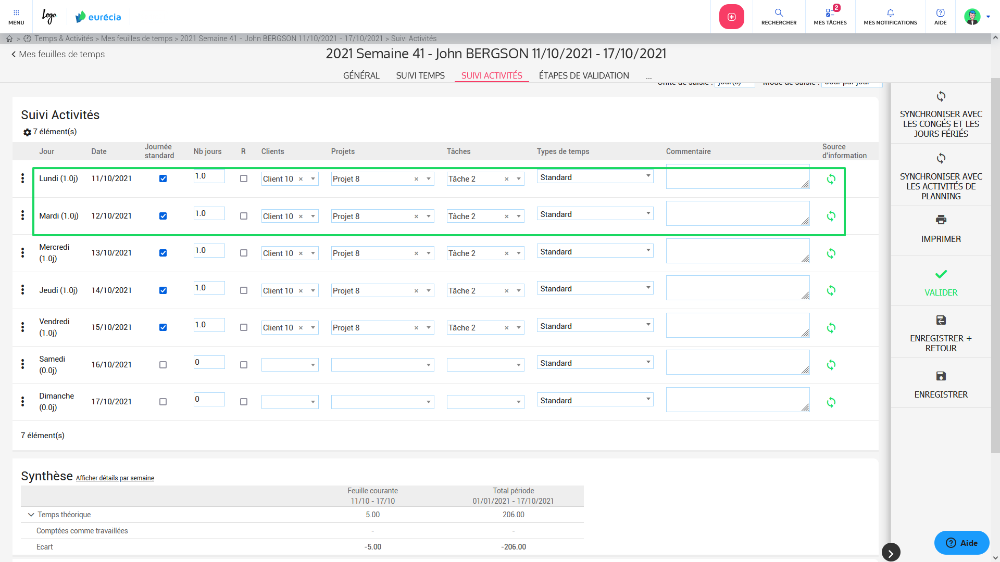 MENU
Logo
eurécia
2
RECHERCHER
MES TÂCHES
MES NOTIFICATIONS
AIDE
> Temps & Activités > Mes feuilles de temps > 2021 Semaine 41 - John BERGSON 11/10/2021 - 17/10/2021 > Suivi Activités
Mes feuilles de temps
2021 Semaine 41 - John BERGSON 11/10/2021 - 17/10/2021
GÉNÉRAL
SUIVI TEMPS
SUIVI ACTIVITÉS
ÉTAPES DE VALIDATION
...
Unité de saisie : jour(s)
Mode de saisie : Jour par jour
Suivi Activités
7 élément(s)
Jour Date Journée standard Nb jours R Clients Projets Tâches Types de temps Commentaire Source d'information
Lundi (1.0j) 11/10/2021 1.0 Client 10 × Projet 8 × Tâche 2 × Standard
Mardi (1.0j) 12/10/2021 1.0 Client 10 × Projet 8 × Tâche 2 × Standard
Mercredi (1.0j) 13/10/2021 1.0 Client 10 × Projet 8 × Tâche 2 × Standard
Jeudi (1.0j) 14/10/2021 1.0 Client 10 × Projet 8 × Tâche 2 × Standard
Vendredi (1.0j) 15/10/2021 1.0 Client 10 × Projet 8 × Tâche 2 × Standard
Samedi (0.0j) 16/10/2021 0 Standard
Dimanche (0.0j) 17/10/2021 0 Standard
7 élément(s)
Synthèse Afficher détails par semaine
Feuille courante Total période
11/10 - 17/10 01/01/2021 - 17/10/2021
Temps théorique 5.00 206.00
Comptées comme travaillées - -
Ecart -5.00 -206.00
SYNCHRONISER AVEC
LES CONGÉS ET LES
JOURS FÉRIÉS
SYNCHRONISER AVEC
LES ACTIVITÉS DE
PLANNING
IMPRIMER
VALIDER
ENREGISTRER +
RETOUR
ENREGISTRER
Aide